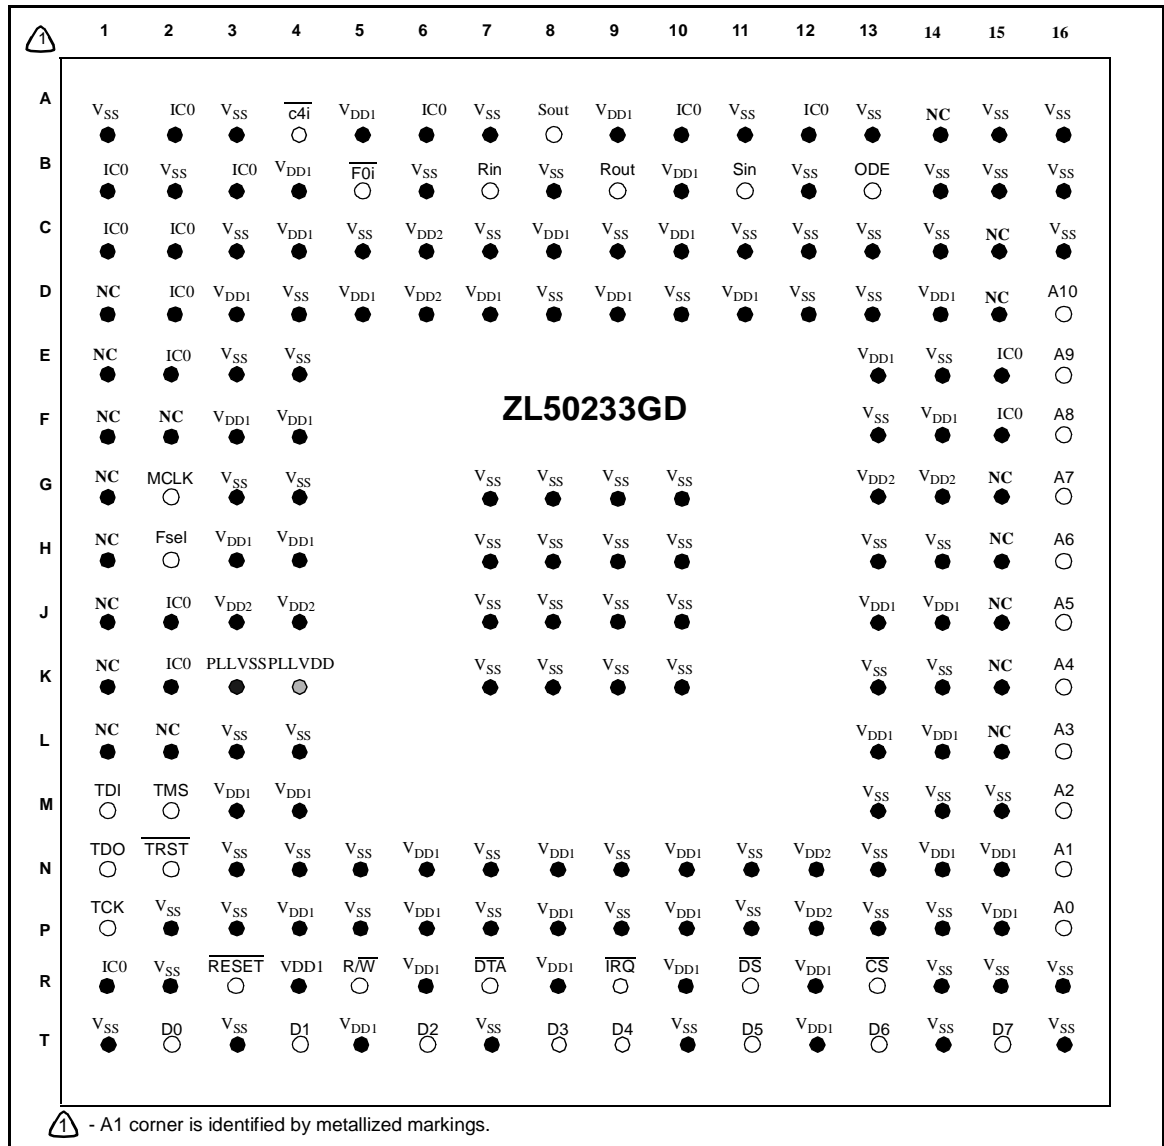 1 1 2 3 4 5 6 7 8 9 10 11 12 13 14 15 16
A VSS IC0 VSS c4i VDD1 IC0 VSS Sout VDD1 IC0 VSS IC0 VSS NC VSS VSS
B IC0 VSS IC0 VDD1 F0i VSS Rin VSS Rout VDD1 Sin VSS ODE VSS VSS VSS
C IC0 IC0 VSS VDD1 VSS VDD2 VSS VDD1 VSS VDD1 VSS VSS VSS VSS NC VSS
D NC IC0 VDD1 VSS VDD1 VDD2 VDD1 VSS VDD1 VSS VDD1 VSS VSS VDD1 NC A10
E NC IC0 VSS VSS VDD1 VSS IC0 A9
ZL50233GD
F NC NC VDD1 VDD1 VSS VDD1 IC0 A8
G NC MCLK VSS VSS VSS VSS VSS VSS VDD2 VDD2 NC A7
H NC Fsel VDD1 VDD1 VSS VSS VSS VSS VSS VSS NC A6
J NC IC0 VDD2 VDD2 VSS VSS VSS VSS VDD1 VDD1 NC A5
K NC IC0 PLLVSS PLLVDD VSS VSS VSS VSS VSS VSS NC A4
L NC NC VSS VSS VDD1 VDD1 NC A3
M TDI TMS VDD1 VDD1 VSS VSS VSS A2
N TDO TRST VSS VSS VSS VDD1 VSS VDD1 VSS VDD1 VSS VDD2 VSS VDD1 VDD1 A1
P TCK VSS VSS VDD1 VSS VDD1 VSS VDD1 VSS VDD1 VSS VDD2 VSS VSS VDD1 A0
R IC0 VSS RESET VDD1 R/W VDD1 DTA VDD1 IRQ VDD1 DS VDD1 CS VSS VSS VSS
T VSS D0 VSS D1 VDD1 D2 VSS D3 D4 VSS D5 VDD1 D6 VSS D7 VSS
1 - A1 corner is identified by metallized markings.